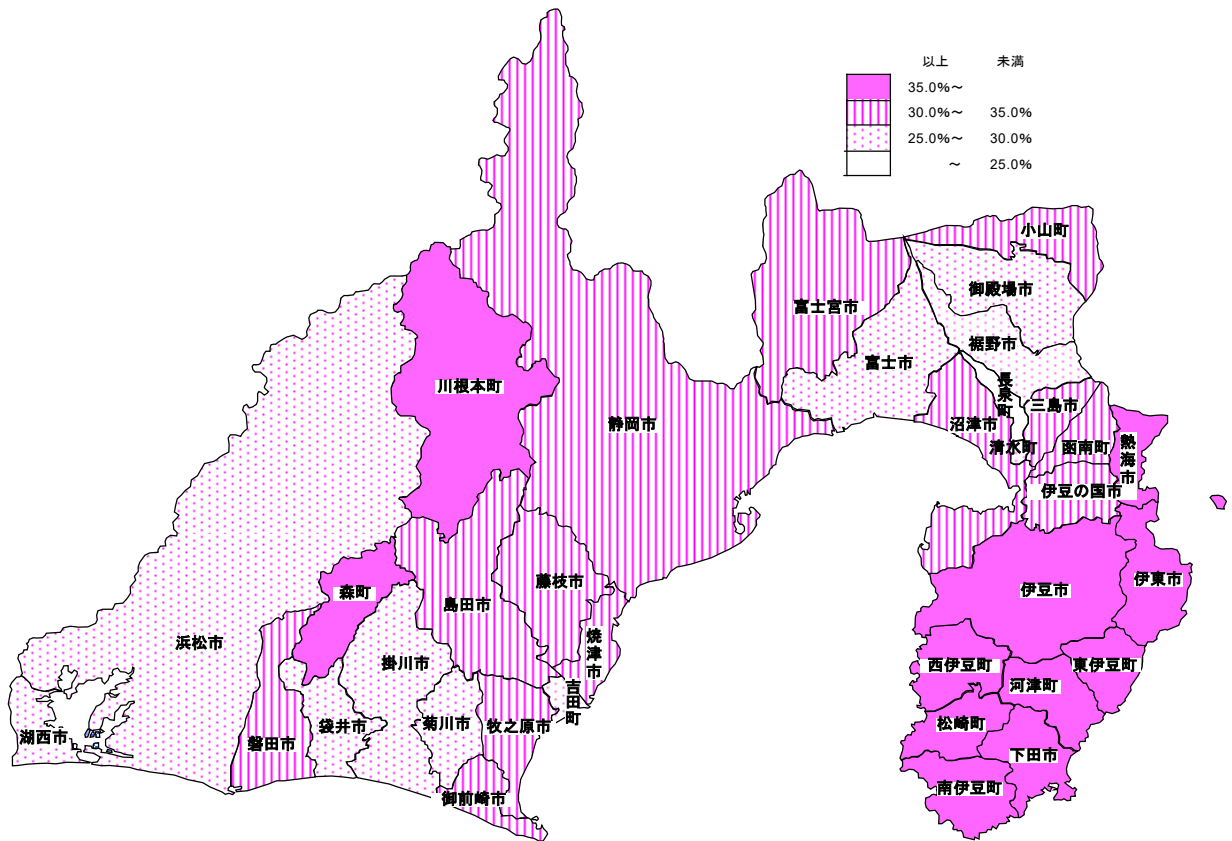 以上 未満
35.0%～
30.0%～ 35.0%
25.0%～ 30.0%
～ 25.0%
小山町
御殿場市
富士宮市
裾野市
富士市
川根本町
長泉町
三島市
静岡市
沼津市
清水町
函南町
熱海市
伊豆の国市
藤枝市
伊東市
森町
伊豆市
島田市
浜松市
焼津市
掛川市
西伊豆町
東伊豆町
河津町
吉田町
湖西市
磐田市
袋井市
菊川市
牧之原市
松崎町
下田市
南伊豆町
御前崎市